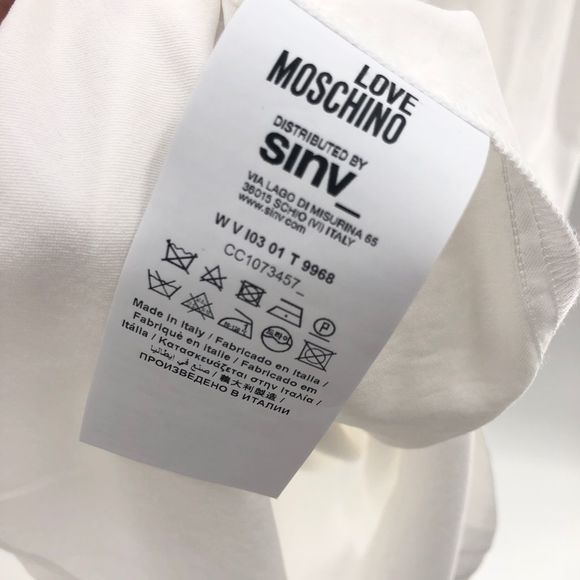 LOVE
MOSCHINO
DISTRIBUTED BY
sinv_
VIA LAGO DI MISURINA 65
36015 SCHIO (VI) ITALY
www.sinv.com
W V I03 01 T 9968
CC1073457_
P
Made in Italy / Fabricado en Italia /
Fabriqué en italie / Fabricado em
Itália / Κατασκευάζεται στην Ιταλία /
صنع في ايطاليا / 義大利製造 /
ПРОИЗВЕДЕНО В ИТАЛИИ